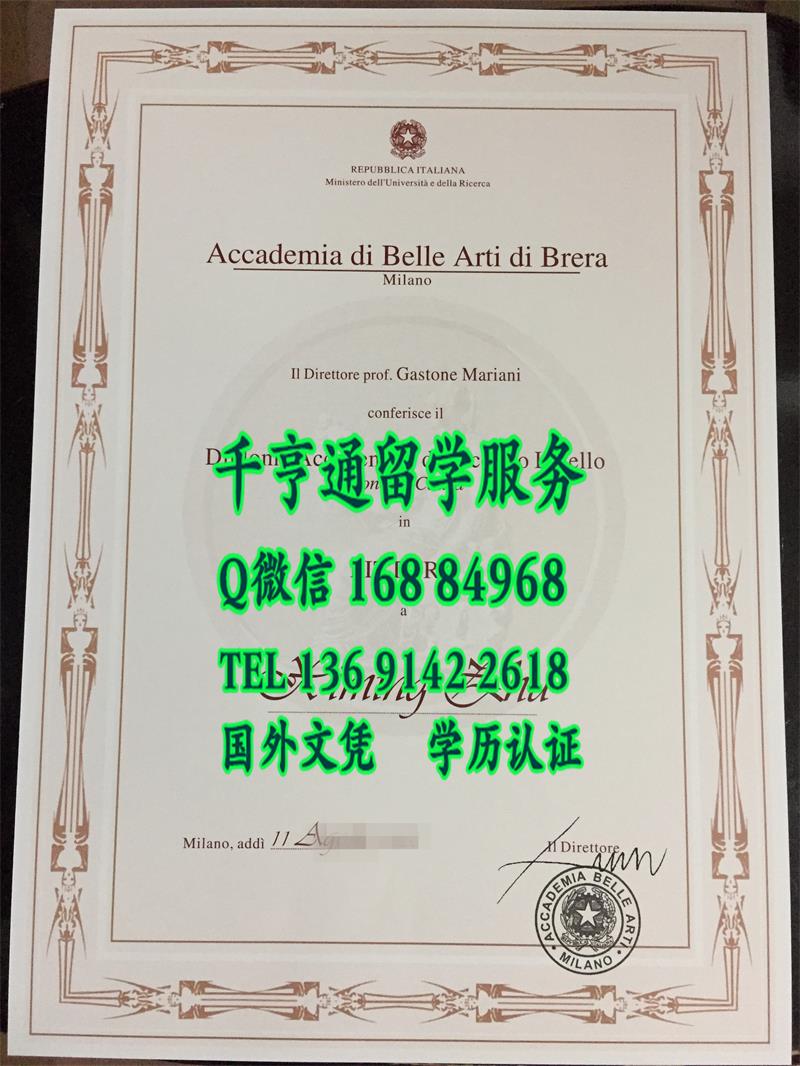 REPUBBLICA ITALIANA
Ministero dell'Università e della Ricerca
Accademia di Belle Arti di Brera
Milano
Il Direttore prof. Gastone Mariani
conferisce il
千亨通留学服务
in
Q微信 168 84968
a
TEL 136 9142 2618
国外文凭 学历认证
Milano, addì 11
Il Direttore
ACCADEMIA BELLE ARTI
MILANO